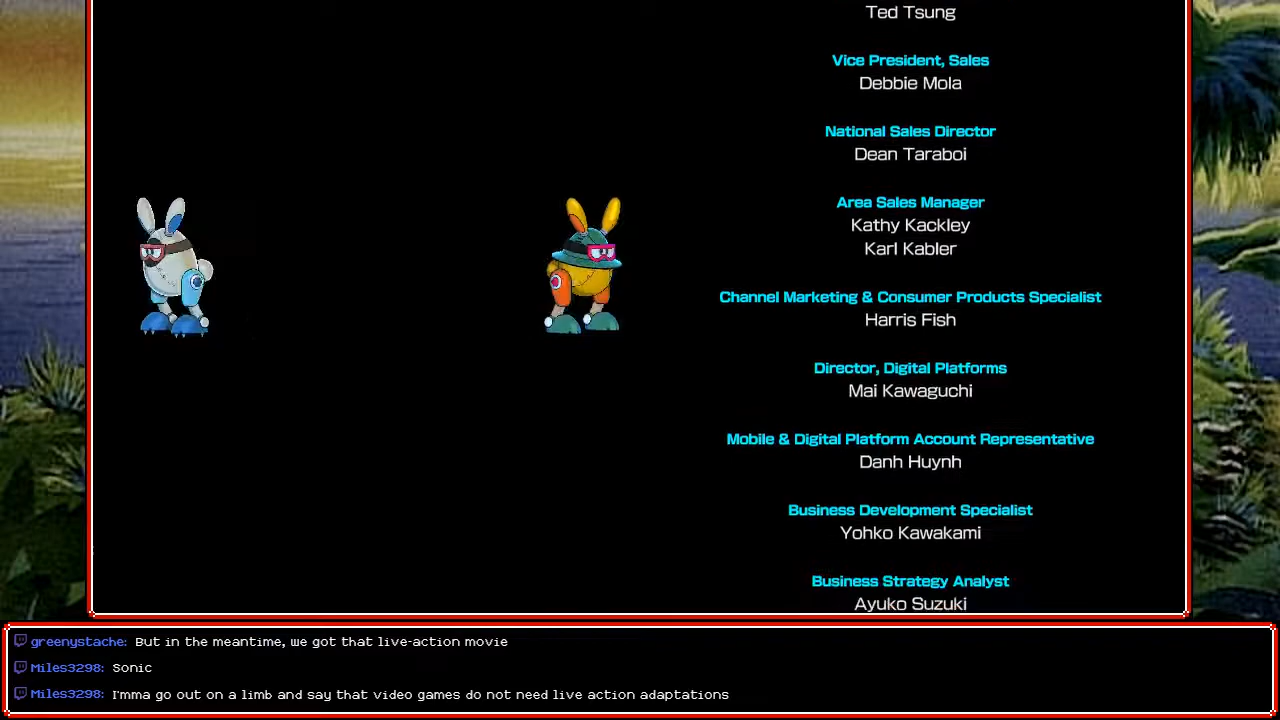 Ted Tsung
Vice President, Sales
Debbie Mola
National Sales Director
Dean Taraboi
Area Sales Manager
Kathy Kackley
Karl Kabler
Channel Marketing & Consumer Products Specialist
Harris Fish
Director, Digital Platforms
Mai Kawaguchi
Mobile & Digital Platform Account Representative
Danh Huynh
Business Development Specialist
Yohko Kawakami
Business Strategy Analyst
Ayuko Suzuki
greenystache: But in the meantime, we got that live-action movie
Miles3298: Sonic
Miles3298: I'mma go out on a limb and say that video games do not need live action adaptations